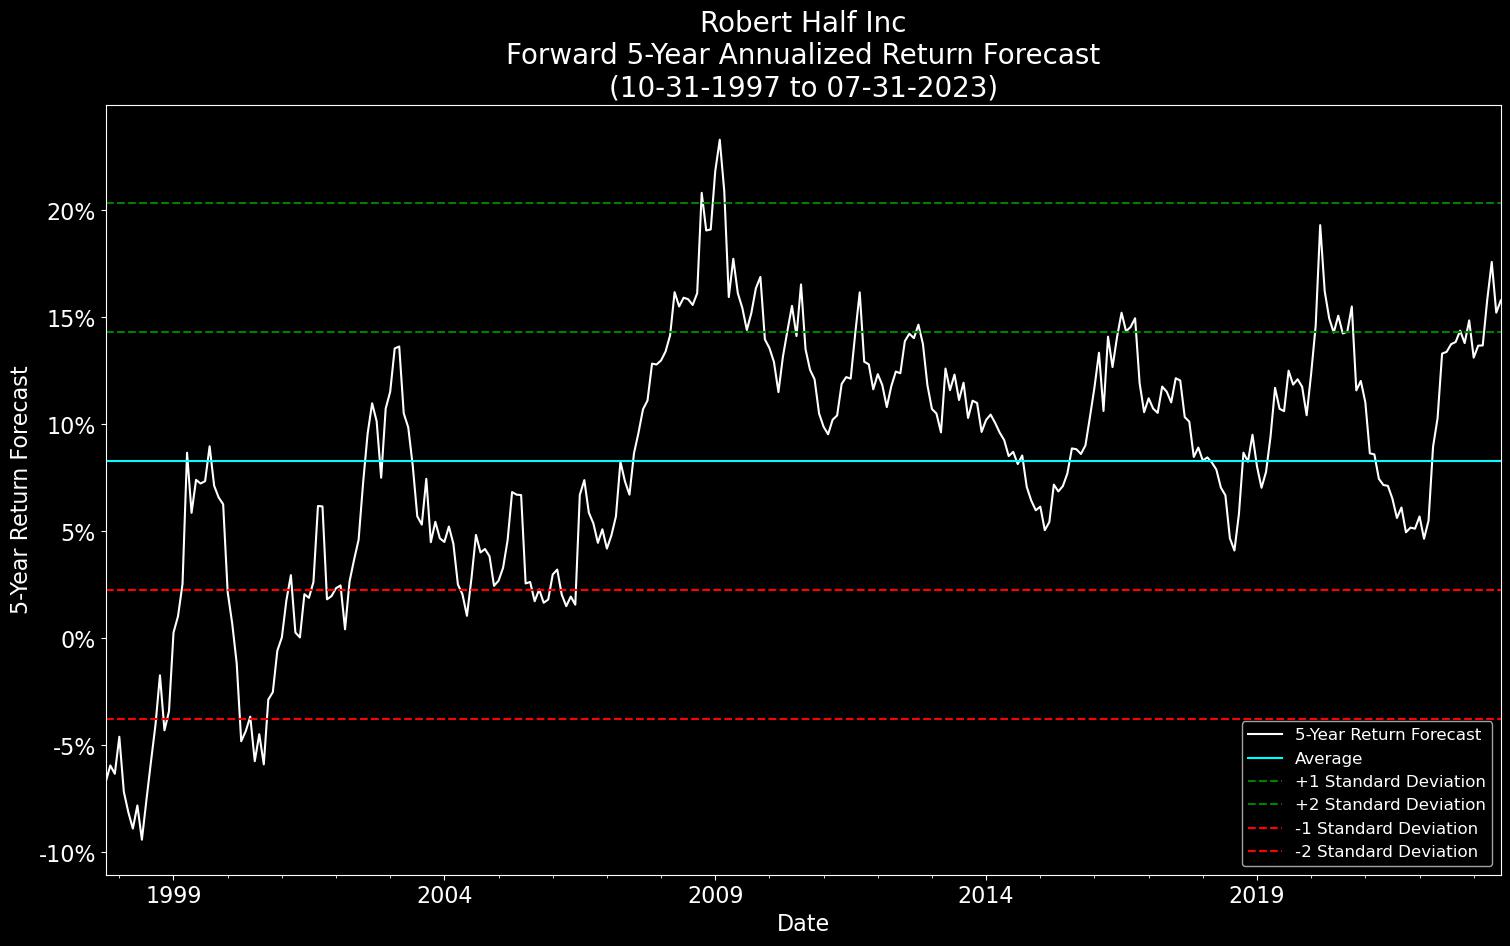 Robert Half Inc
Forward 5-Year Annualized Return Forecast
(10-31-1997 to 07-31-2023)
5-Year Return Forecast
20%
15%
10%
5%
0%
-5%
-10%
5-Year Return Forecast
Average
+1 Standard Deviation
+2 Standard Deviation
-1 Standard Deviation
-2 Standard Deviation
1999
2004
2009
2014
2019
Date